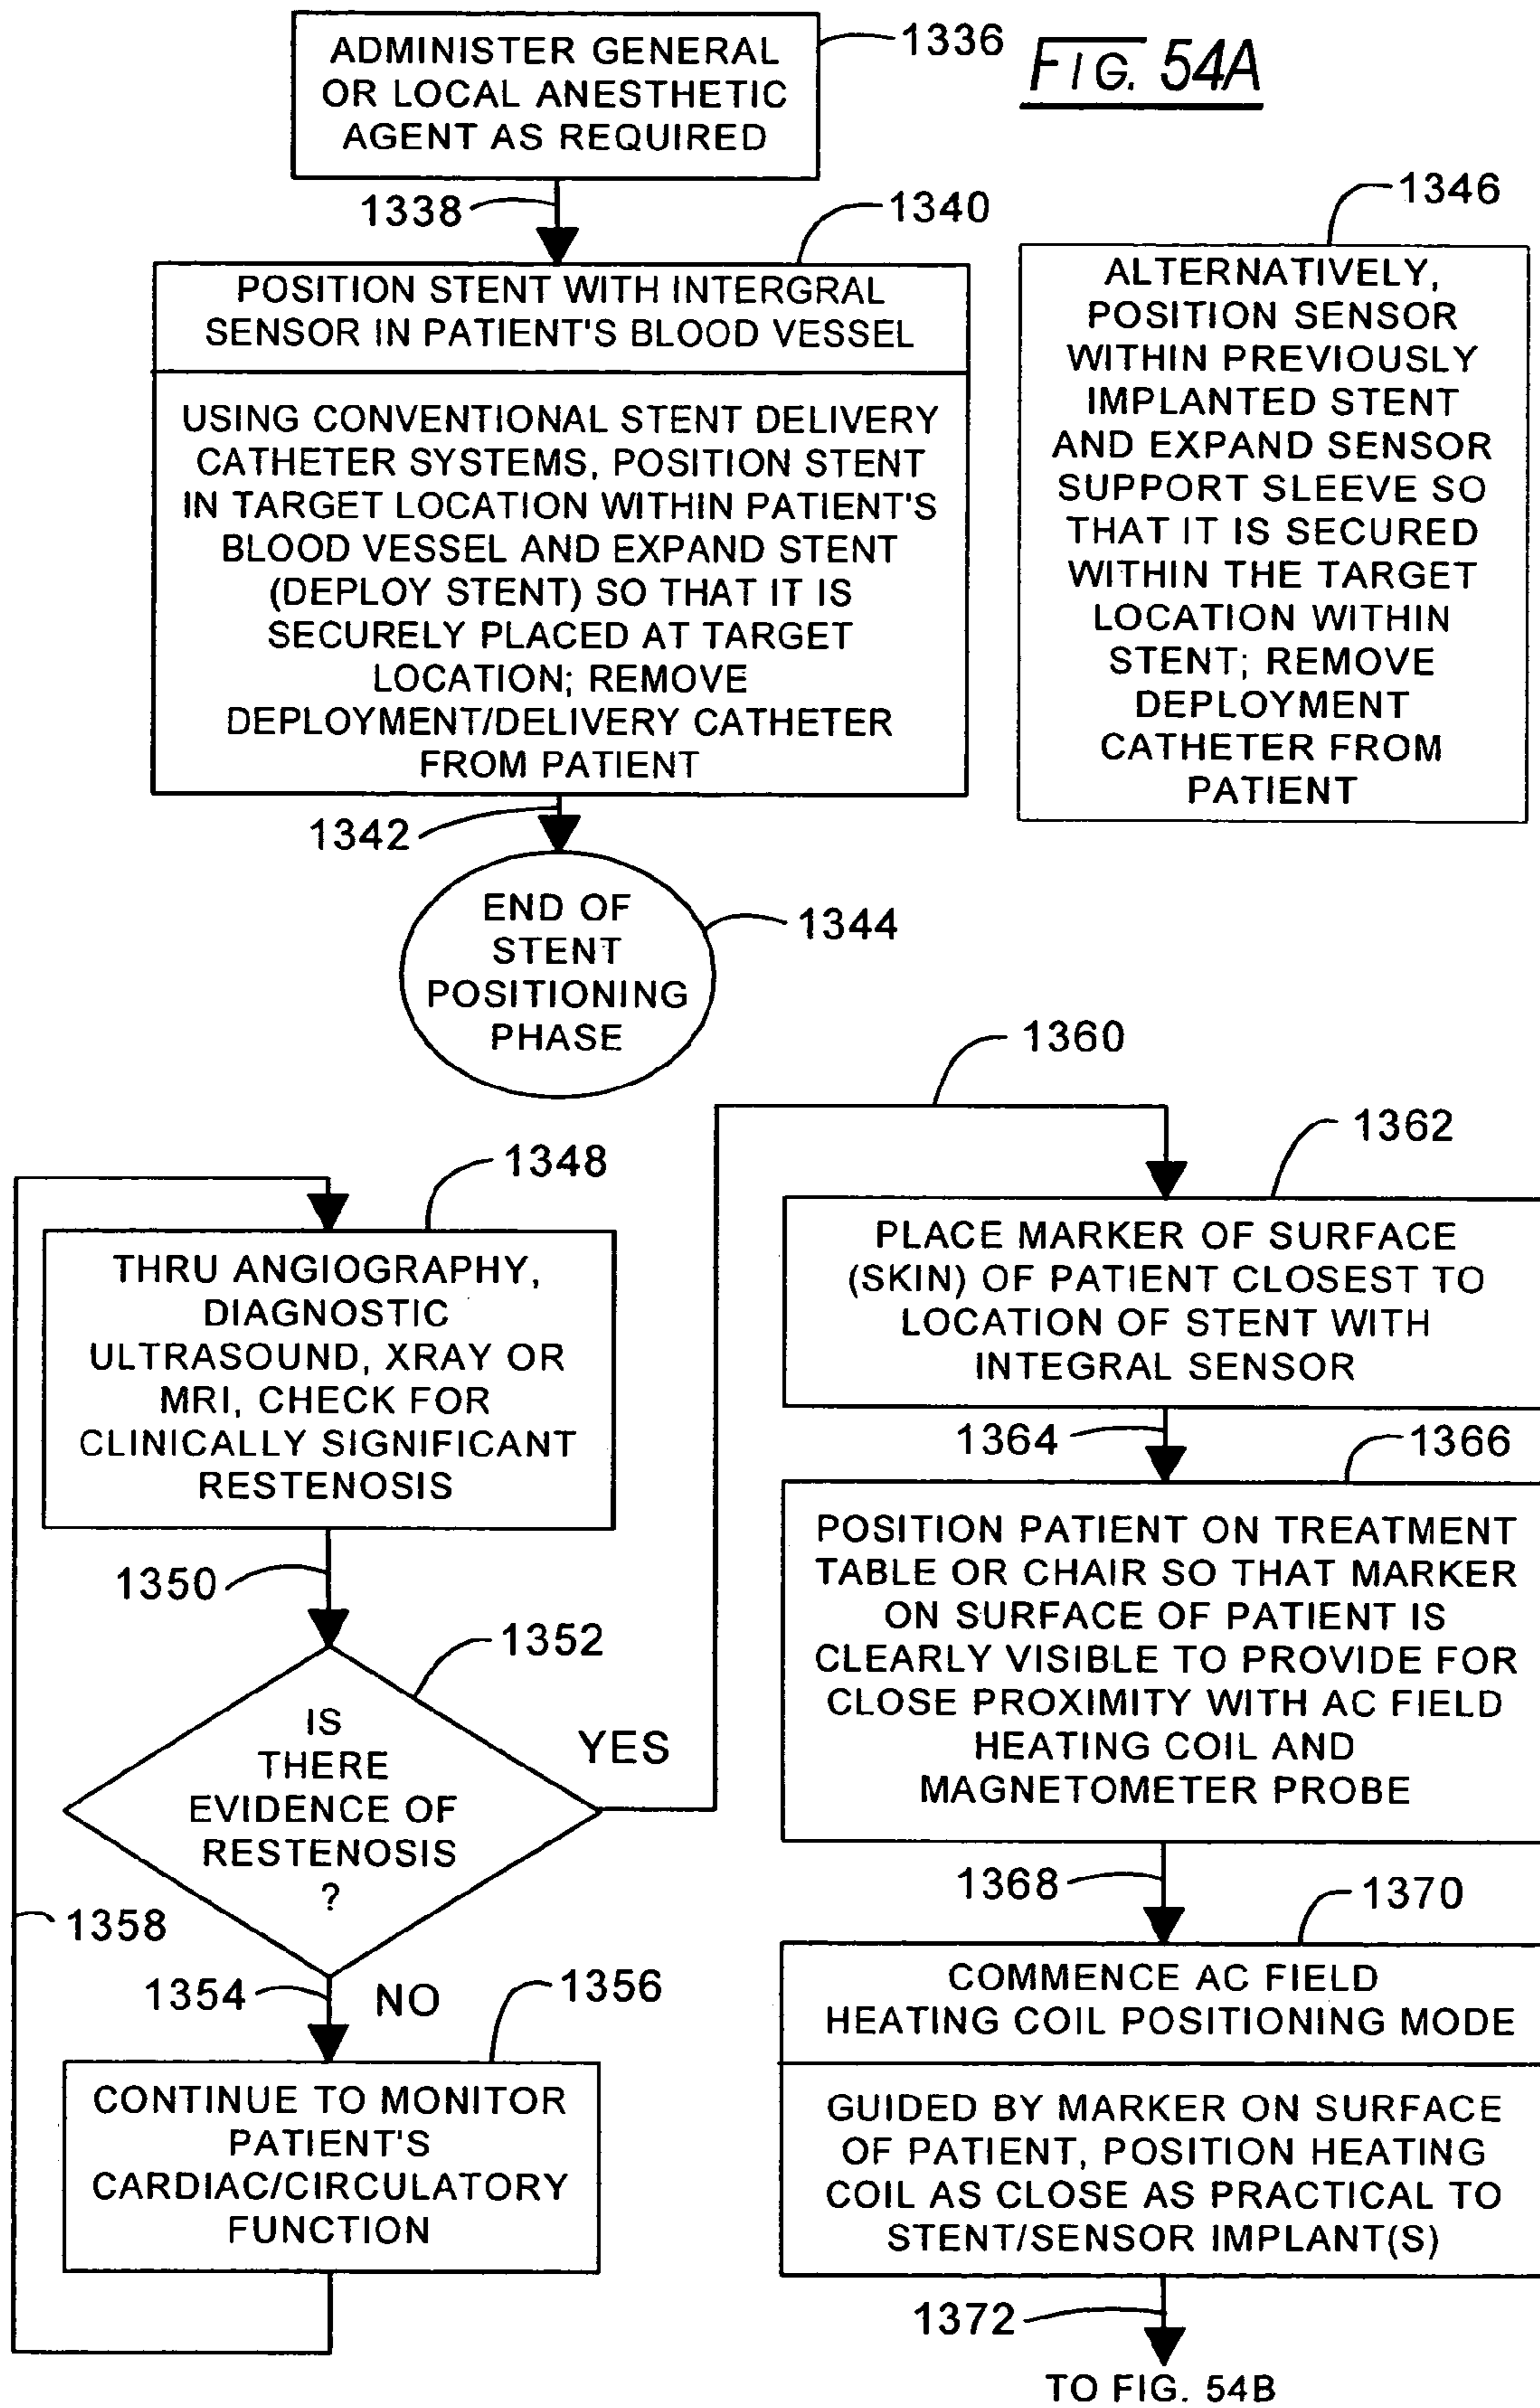 FIG. 54A
1336
ADMINISTER GENERAL
OR LOCAL ANESTHETIC
AGENT AS REQUIRED
1338
1340
POSITION STENT WITH INTERGRAL
SENSOR IN PATIENT'S BLOOD VESSEL
USING CONVENTIONAL STENT DELIVERY
CATHETER SYSTEMS, POSITION STENT
IN TARGET LOCATION WITHIN PATIENT'S
BLOOD VESSEL AND EXPAND STENT
(DEPLOY STENT) SO THAT IT IS
SECURELY PLACED AT TARGET
LOCATION; REMOVE
DEPLOYMENT/DELIVERY CATHETER
FROM PATIENT
1342
END OF
STENT
POSITIONING
PHASE
1344
1346
ALTERNATIVELY,
POSITION SENSOR
WITHIN PREVIOUSLY
IMPLANTED STENT
AND EXPAND SENSOR
SUPPORT SLEEVE SO
THAT IT IS SECURED
WITHIN THE TARGET
LOCATION WITHIN
STENT; REMOVE
DEPLOYMENT
CATHETER FROM
PATIENT
1348
THRU ANGIOGRAPHY,
DIAGNOSTIC
ULTRASOUND, XRAY OR
MRI, CHECK FOR
CLINICALLY SIGNIFICANT
RESTENOSIS
1350
1352
IS
THERE
EVIDENCE OF
RESTENOSIS
?
YES
1358
1354
NO
1356
CONTINUE TO MONITOR
PATIENT'S
CARDIAC/CIRCULATORY
FUNCTION
1360
1362
PLACE MARKER OF SURFACE
(SKIN) OF PATIENT CLOSEST TO
LOCATION OF STENT WITH
INTEGRAL SENSOR
1364
1366
POSITION PATIENT ON TREATMENT
TABLE OR CHAIR SO THAT MARKER
ON SURFACE OF PATIENT IS
CLEARLY VISIBLE TO PROVIDE FOR
CLOSE PROXIMITY WITH AC FIELD
HEATING COIL AND
MAGNETOMETER PROBE
1368
1370
COMMENCE AC FIELD
HEATING COIL POSITIONING MODE
GUIDED BY MARKER ON SURFACE
OF PATIENT, POSITION HEATING
COIL AS CLOSE AS PRACTICAL TO
STENT/SENSOR IMPLANT(S)
1372
TO FIG. 54B